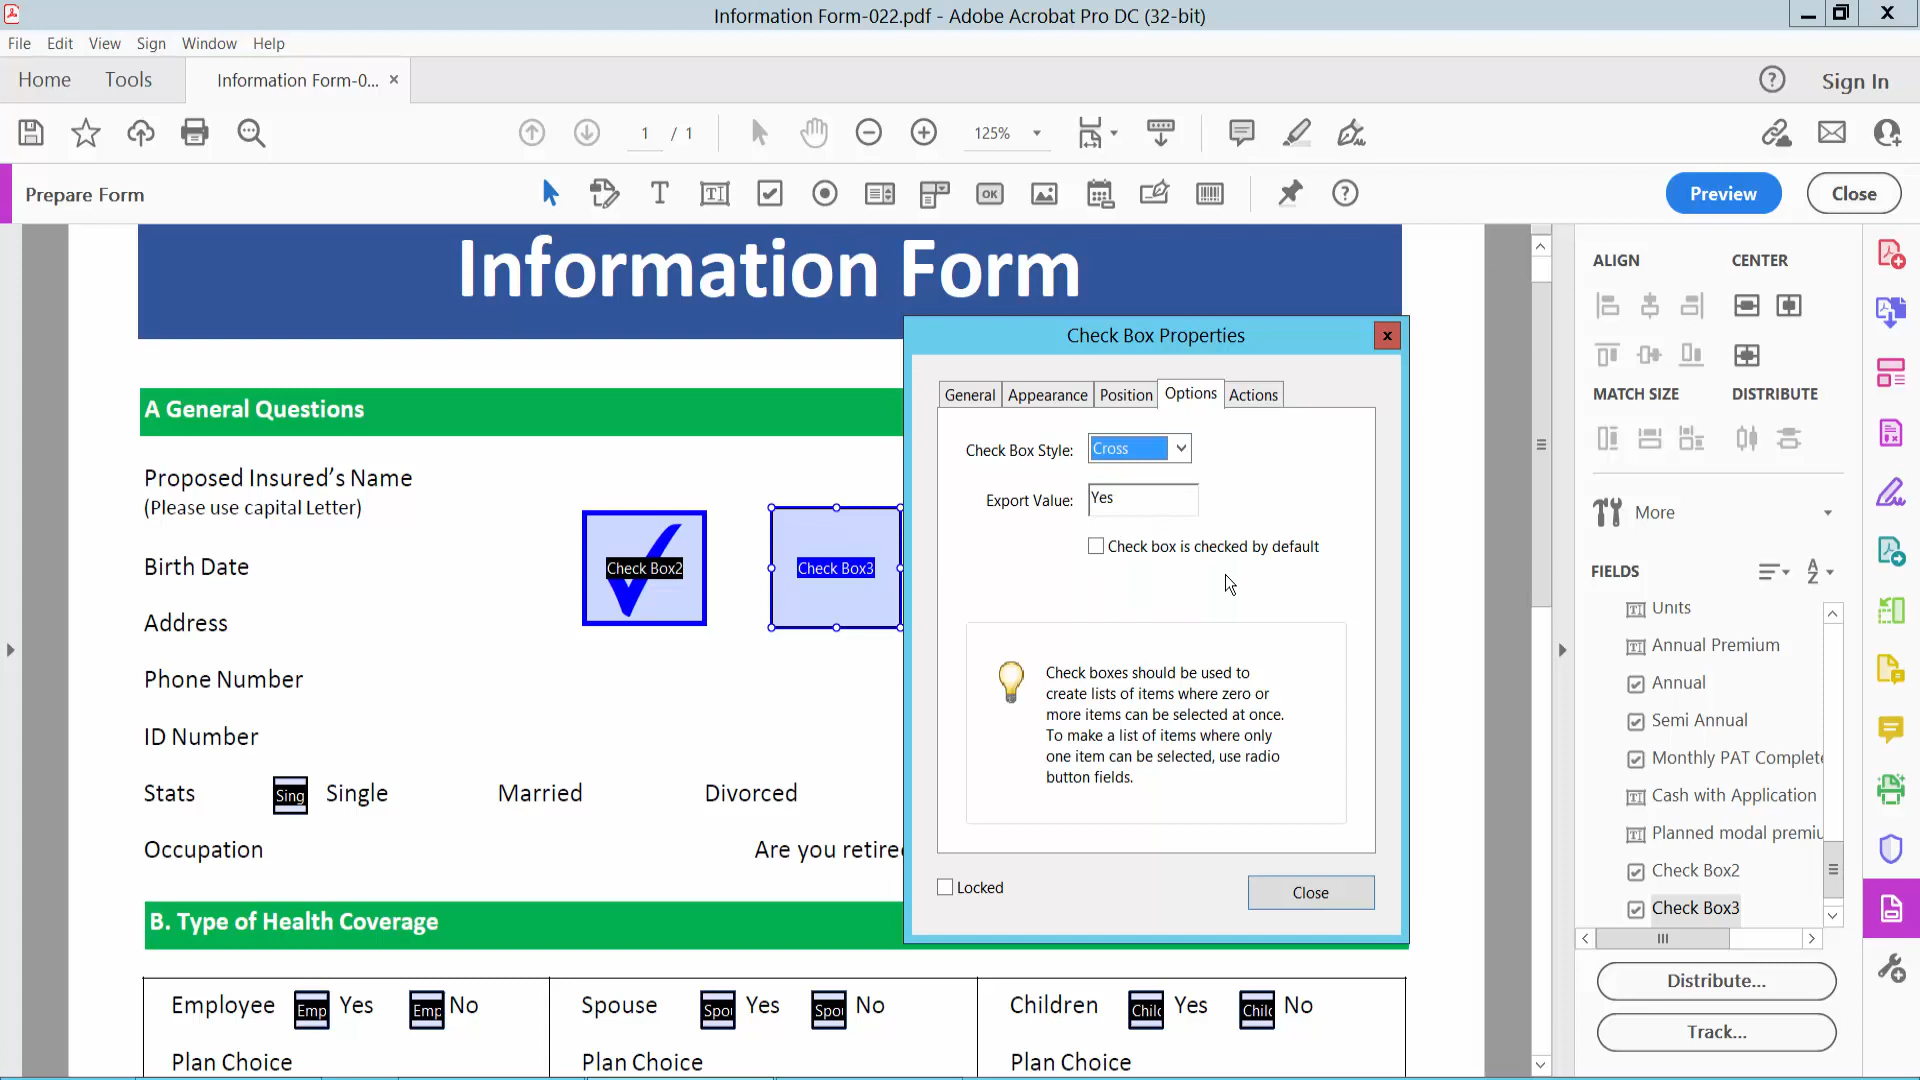 Information Form-022.pdf - Adobe Acrobat Pro DC (32-bit)
File Edit View Sign Window Help
Home Tools Information Form-0... × Sign In
1 / 1 125%
Prepare Form Preview Close
Information Form
A General Questions
Proposed Insured’s Name
(Please use capital Letter)
Birth Date
Address
Phone Number
ID Number
Stats Sing Single Married Divorced
Occupation Are you retired
B. Type of Health Coverage
Employee Emp Yes Emp No Spouse Spou Yes Spou No Children Chilc Yes Chilc No
Plan Choice Plan Choice Plan Choice
Check Box2 Check Box3
Check Box Properties
General Appearance Position Options Actions
Check Box Style: Cross
Export Value: Yes
Check box is checked by default
Check boxes should be used to
create lists of items where zero or
more items can be selected at once.
To make a list of items where only
one item can be selected, use radio
button fields.
Locked Close
ALIGN CENTER
MATCH SIZE DISTRIBUTE
More
FIELDS
Units
Annual Premium
Annual
Semi Annual
Monthly PAT Complete
Cash with Application
Planned modal premiu
Check Box2
Check Box3
Distribute...
Track...